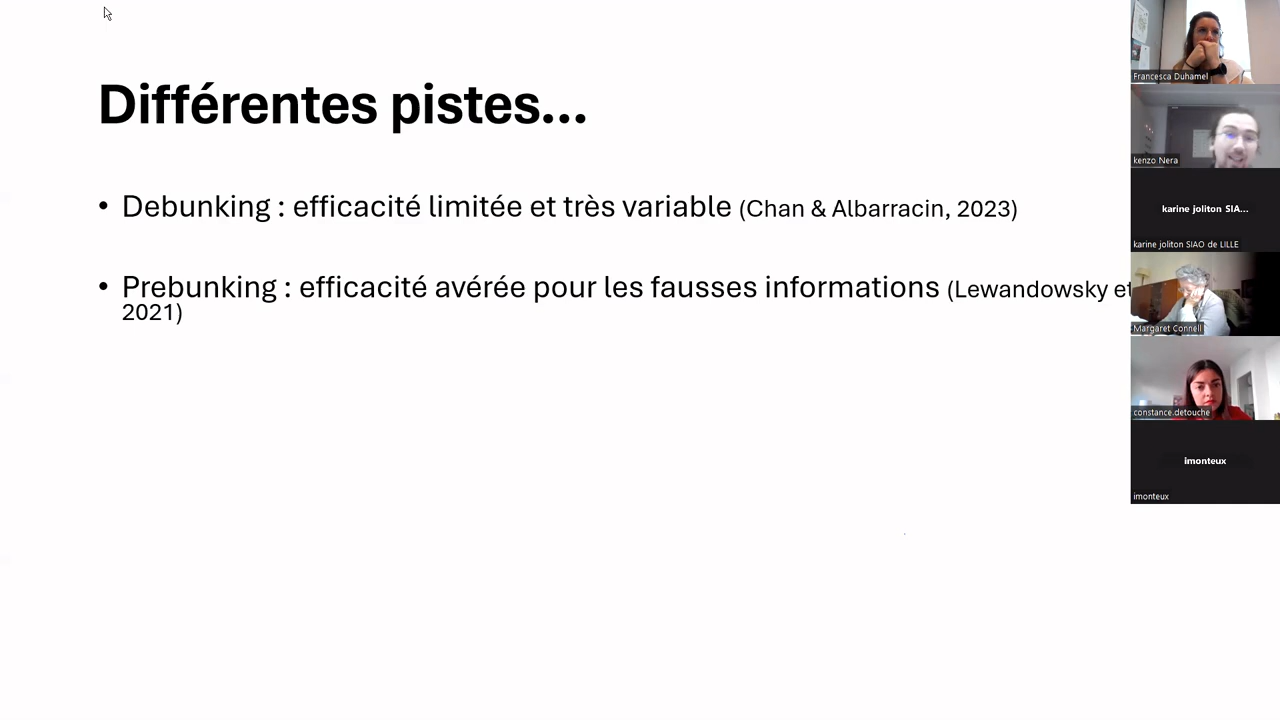 Différentes pistes...
• Debunking : efficacité limitée et très variable (Chan & Albarracin, 2023)
• Prebunking : efficacité avérée pour les fausses informations (Lewandowsky et
2021)
Francesca Duhamel
kenzo Nera
karine joliton SIA...
karine joliton SIAO de LILLE
Margaret Connell
constance.detouche
imonteux
imonteux